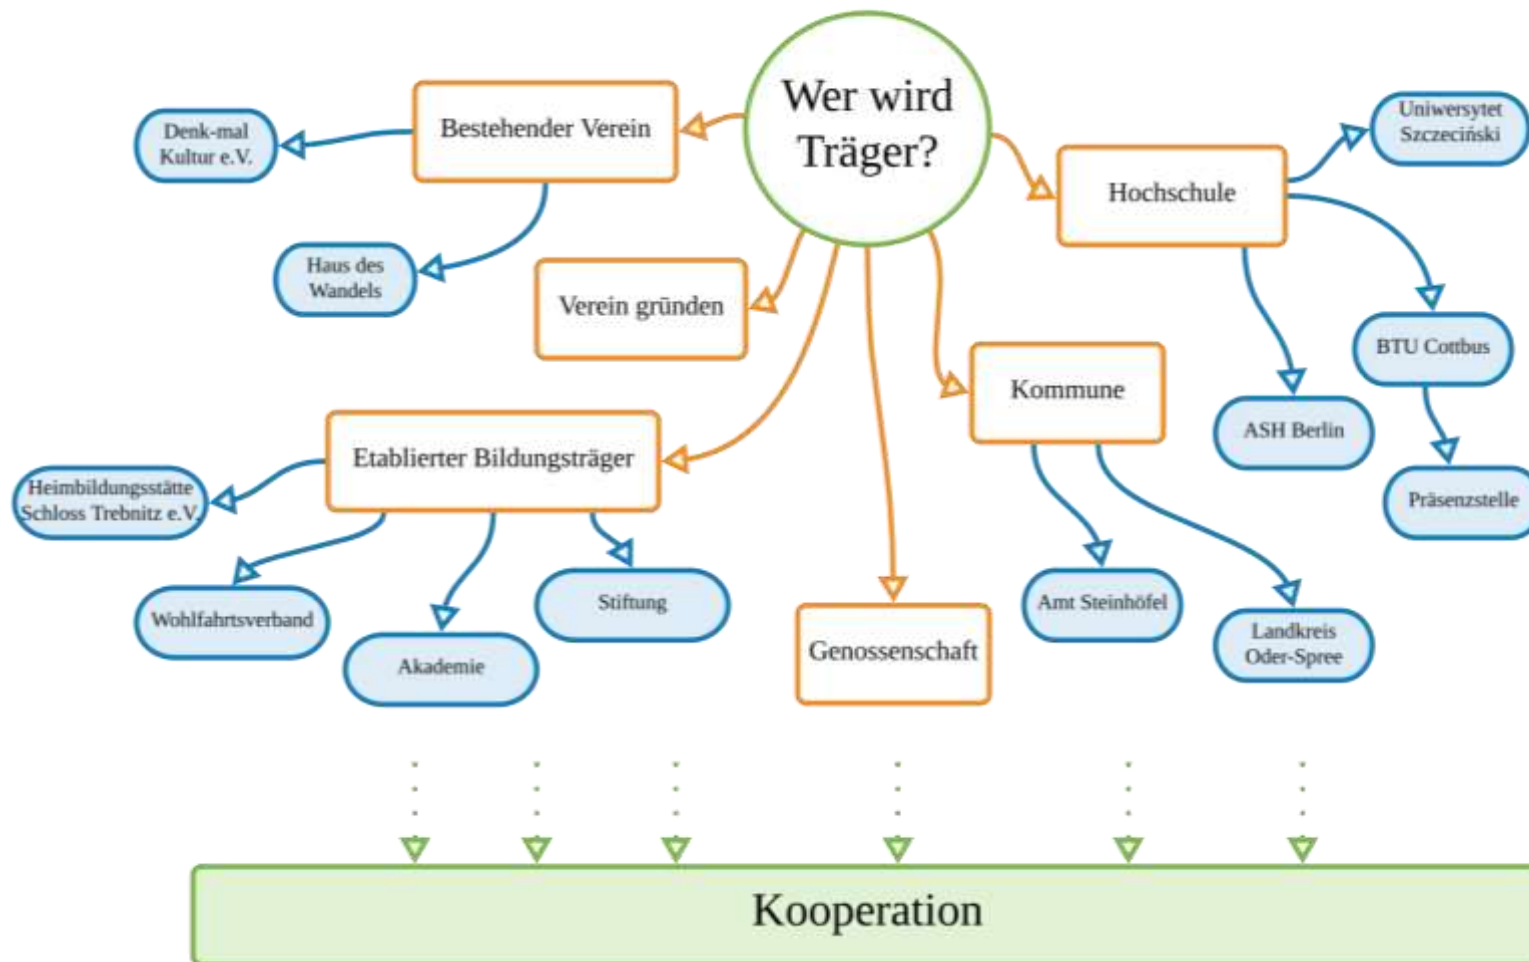 Wer wird
Träger?
Bestehender Verein
Denk-mal
Kultur e.V.
Haus des
Wandels
Verein gründen
Hochschule
Uniwersytet
Szczeciński
BTU Cottbus
ASH Berlin
Präsenzstelle
Kommune
Amt Steinhöfel
Landkreis
Oder-Spree
Etablierter Bildungsträger
Heimbildungsstätte
Schloss Trebnitz e.V.
Wohlfahrtsverband
Akademie
Stiftung
Genossenschaft
Kooperation